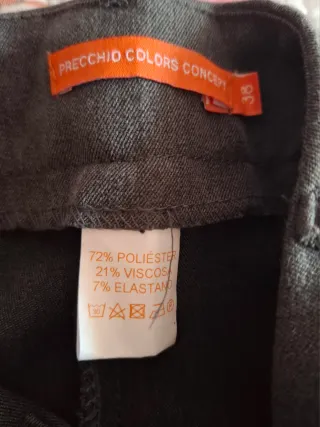 PRECCHIO COLORS CONCEPT
38
72% POLIÉSTER
21% VISCOSA
7% ELASTANO